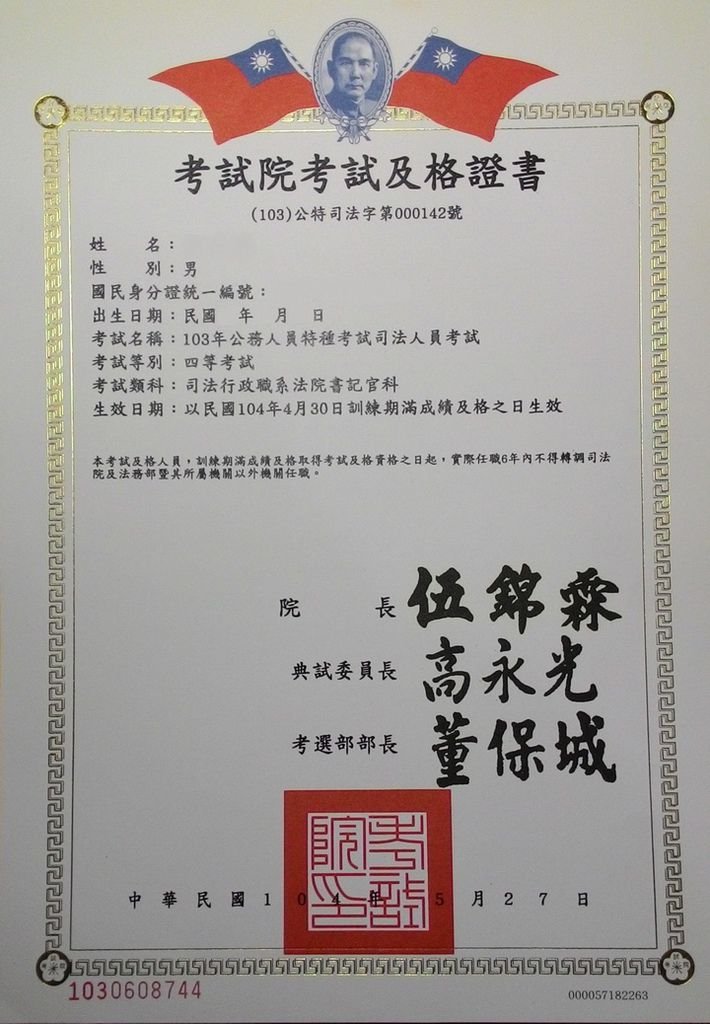 考試院考試及格證書
(103)公特司法字第000142號
姓 名：
性 別：男
國民身分證統一編號：
出生日期：民國 年 月 日
考試名稱：103年公務人員特種考試司法人員考試
考試等別：四等考試
考試類科：司法行政職系法院書記官科
生效日期：以民國104年4月30日訓練期滿成績及格之日生效
本考試及格人員，訓練期滿成績及格取得考試及格資格之日起，實際任職6年內不得轉調司法
院及法務部暨其所屬機關以外機關任職。
院 長 伍錦霖
典試委員長 高永光
考選部部長 董保城
考試院印
中華民國104年5月27日
1030608744
000057182263